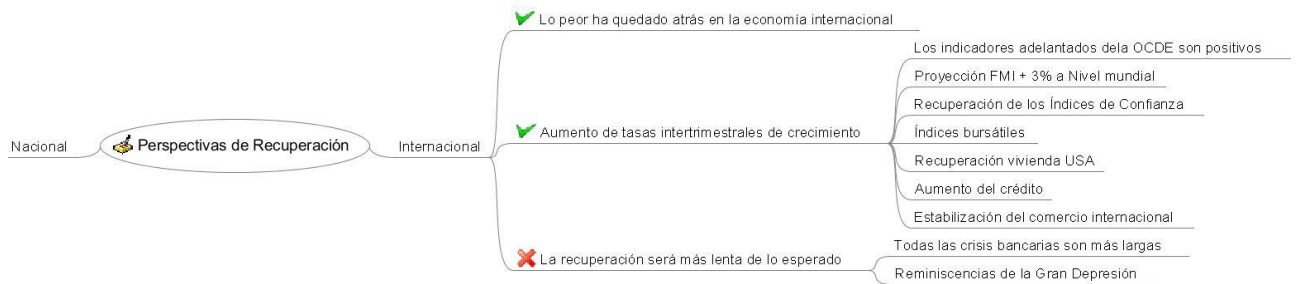 Nacional
Perspectivas de Recuperación
Internacional
Lo peor ha quedado atrás en la economía internacional
Aumento de tasas intertrimestrales de crecimiento
Los indicadores adelantados dela OCDE son positivos
Proyección FMI + 3% a Nivel mundial
Recuperación de los Índices de Confianza
Índices bursátiles
Recuperación vivienda USA
Aumento del crédito
Estabilización del comercio internacional
La recuperación será más lenta de lo esperado
Todas las crisis bancarias son más largas
Reminiscencias de la Gran Depresión